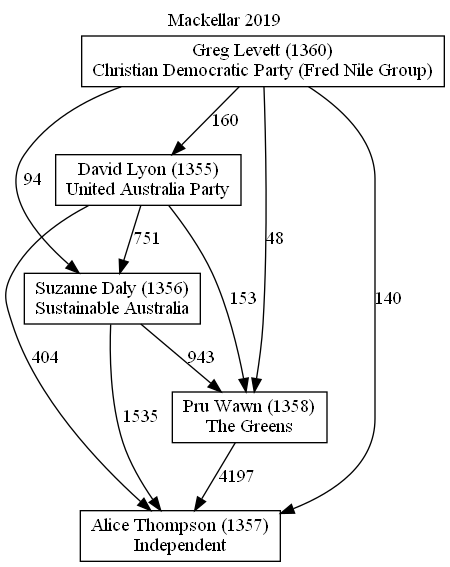 Mackellar 2019
Greg Levett (1360)
Christian Democratic Party (Fred Nile Group)
160
David Lyon (1355)
United Australia Party
94
751
48
Suzanne Daly (1356)
Sustainable Australia
153
140
404
943
Pru Wawn (1358)
The Greens
1535
4197
Alice Thompson (1357)
Independent